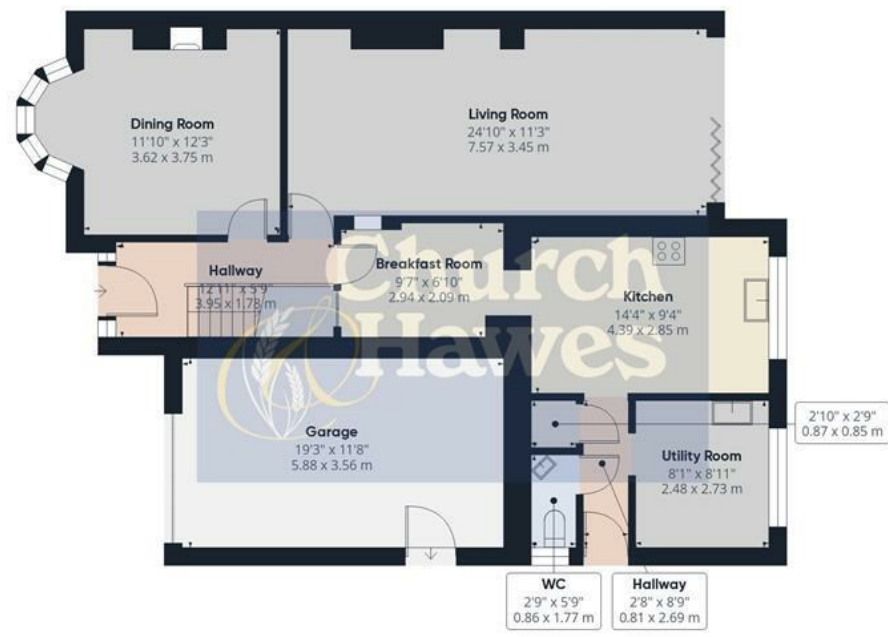 Dining Room
11'10" x 12'3"
3.62 x 3.75 m
Living Room
24'10" x 11'3"
7.57 x 3.45 m
Hallway
12'11" x 5'9"
3.95 x 1.78 m
Breakfast Room
9'7" x 6'10"
2.94 x 2.09 m
Kitchen
14'4" x 9'4"
4.39 x 2.85 m
Church
& Hawes
Garage
19'3" x 11'8"
5.88 x 3.56 m
Utility Room
8'1" x 8'11"
2.48 x 2.73 m
2'10" x 2'9"
0.87 x 0.85 m
WC
2'9" x 5'9"
0.86 x 1.77 m
Hallway
2'8" x 8'9"
0.81 x 2.69 m